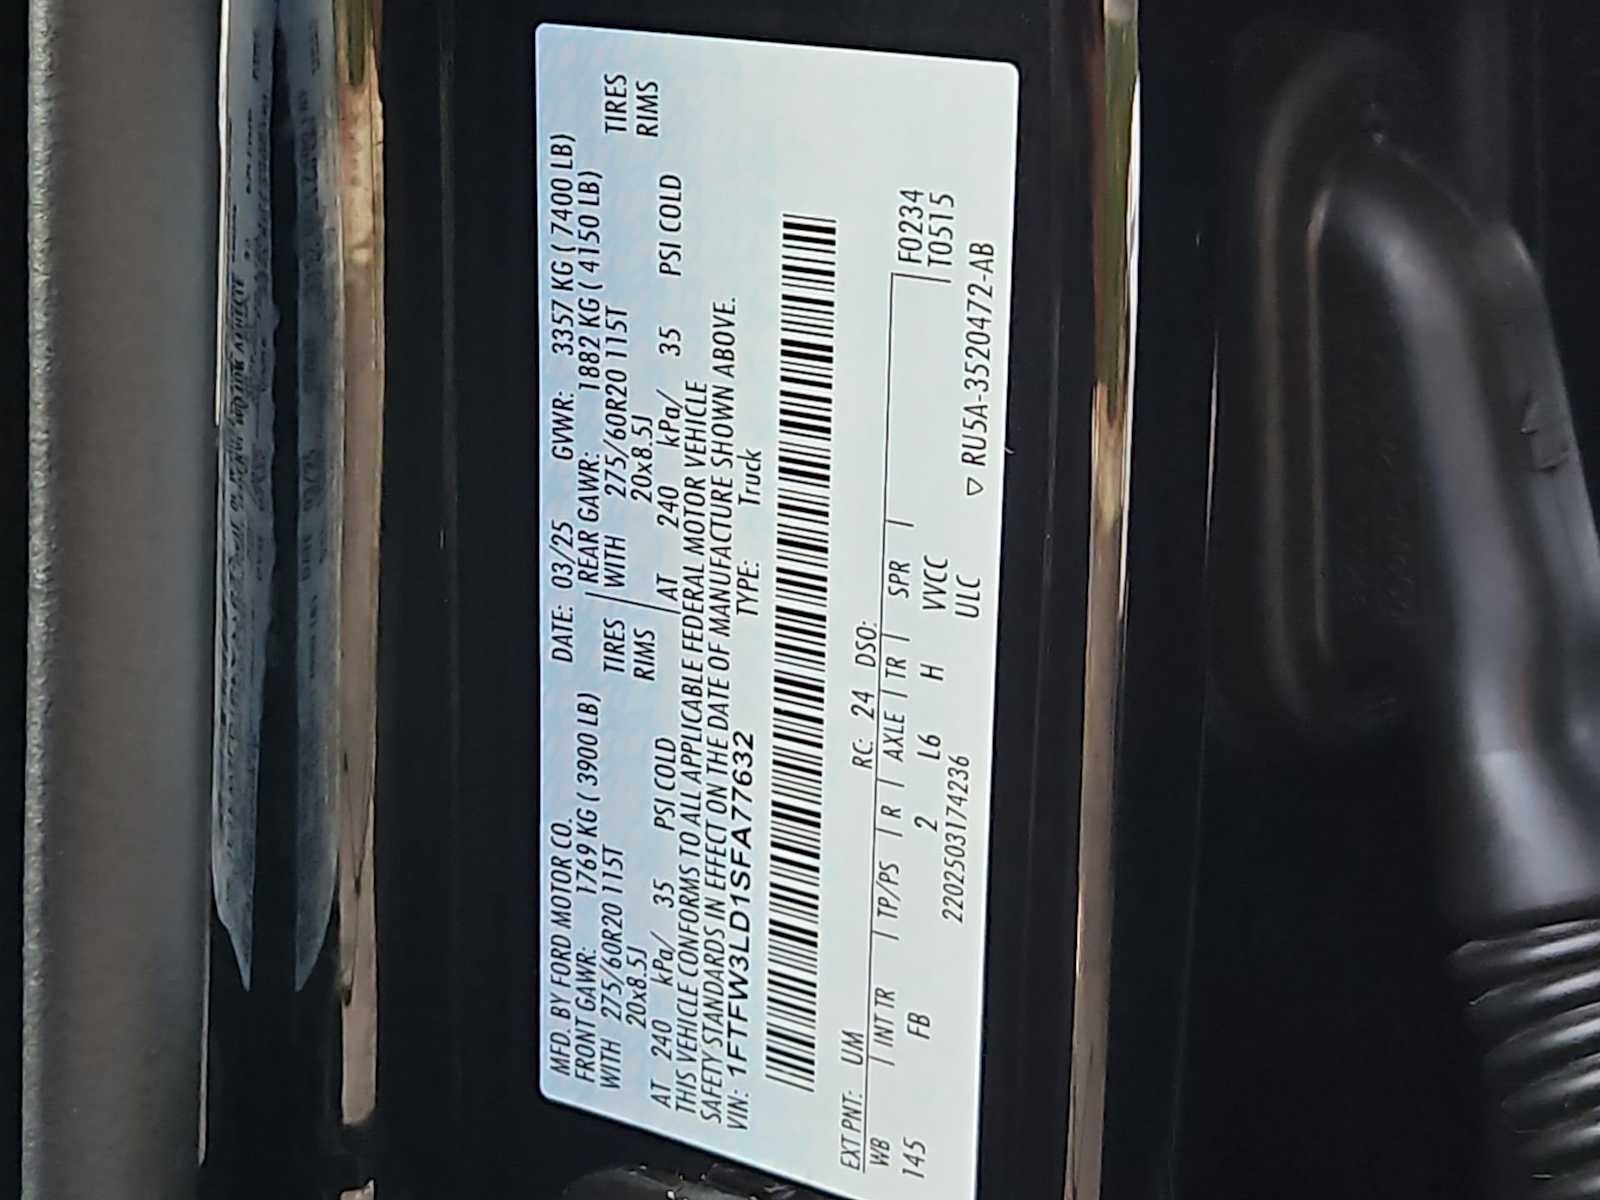 MFD. BY FORD MOTOR CO. DATE: 03/25 GVWR: 3357 KG ( 7400 LB)
FRONT GAWR: 1769 KG ( 3900 LB) REAR GAWR: 1882 KG ( 4150 LB)
WITH 275/60R20 115T TIRES WITH 275/60R20 115T TIRES
20x8.5J RIMS 20x8.5J RIMS
AT 240 kPa/ 35 PSI COLD AT 240 kPa/ 35 PSI COLD
THIS VEHICLE CONFORMS TO ALL APPLICABLE FEDERAL MOTOR VEHICLE
SAFETY STANDARDS IN EFFECT ON THE DATE OF MANUFACTURE SHOWN ABOVE.
VIN: 1FTFW3LD1SFA77632 TYPE: Truck
EXT PNT: UM RC: 24 DSO:
WB INT TR TP/PS R AXLE TR SPR F0234
145 FB 2 L6 H VVCC T0515
2202503174236 ULC ▽ RU5A-3520472-AB